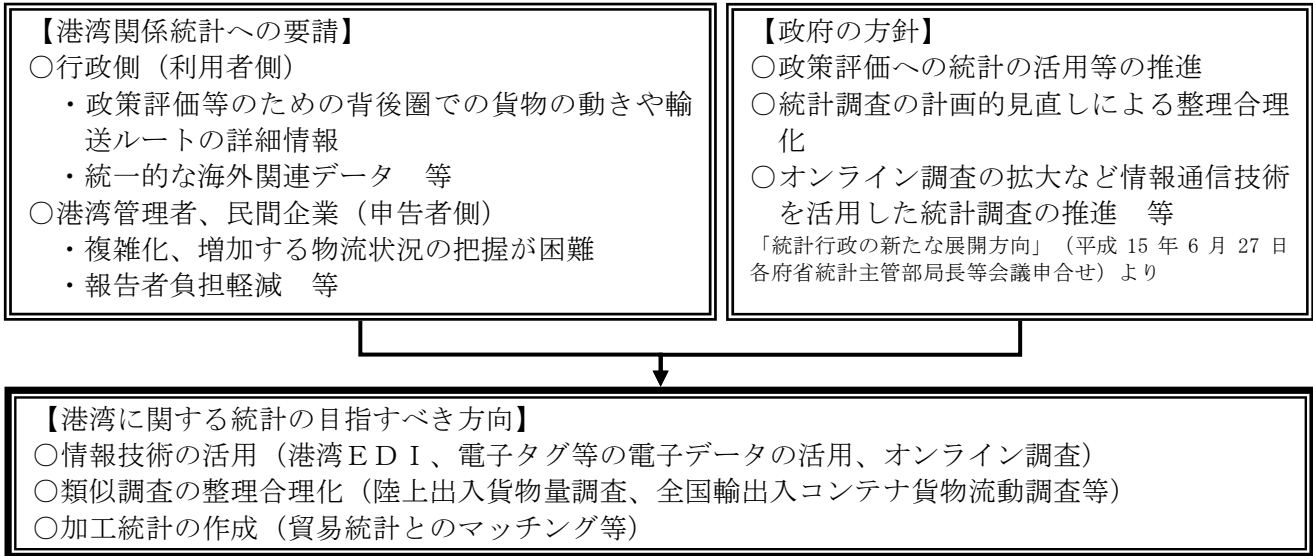 【港湾関係統計への要請】
○行政側（利用者側）
・政策評価等のための背後圏での貨物の動きや輸
送ルートの詳細情報
・統一的な海外関連データ　等
○港湾管理者、民間企業（申告者側）
・複雑化、増加する物流状況の把握が困難
・報告者負担軽減　等
【政府の方針】
○政策評価への統計の活用等の推進
○統計調査の計画的見直しによる整理合理
化
○オンライン調査の拡大など情報通信技術
を活用した統計調査の推進　等
「統計行政の新たな展開方向」（平成 15 年 6 月 27 日
各府省統計主管部局長等会議申合せ）より
【港湾に関する統計の目指すべき方向】
○情報技術の活用（港湾ＥＤＩ、電子タグ等の電子データの活用、オンライン調査）
○類似調査の整理合理化（陸上出入貨物量調査、全国輸出入コンテナ貨物流動調査等）
○加工統計の作成（貿易統計とのマッチング等）